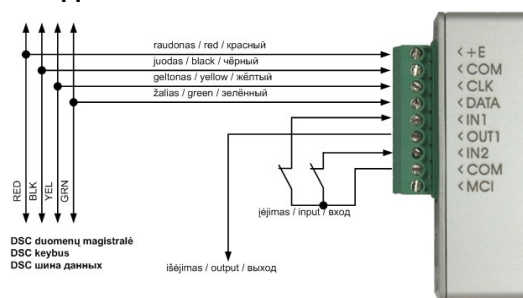 raudonas / red / красный
juodas / black / чёрный
geltonas / yellow / жёлтый
žalias / green / зелённый
<+E
<COM
<CLK
<DATA
<IN1
<OUT1
<IN2
<COM
<MCI
RED
BLK
YEL
GRN
įėjimas / input / вход
DSC duomenų magistralė
DSC keybus
DSC шина данных
išėjimas / output / выход